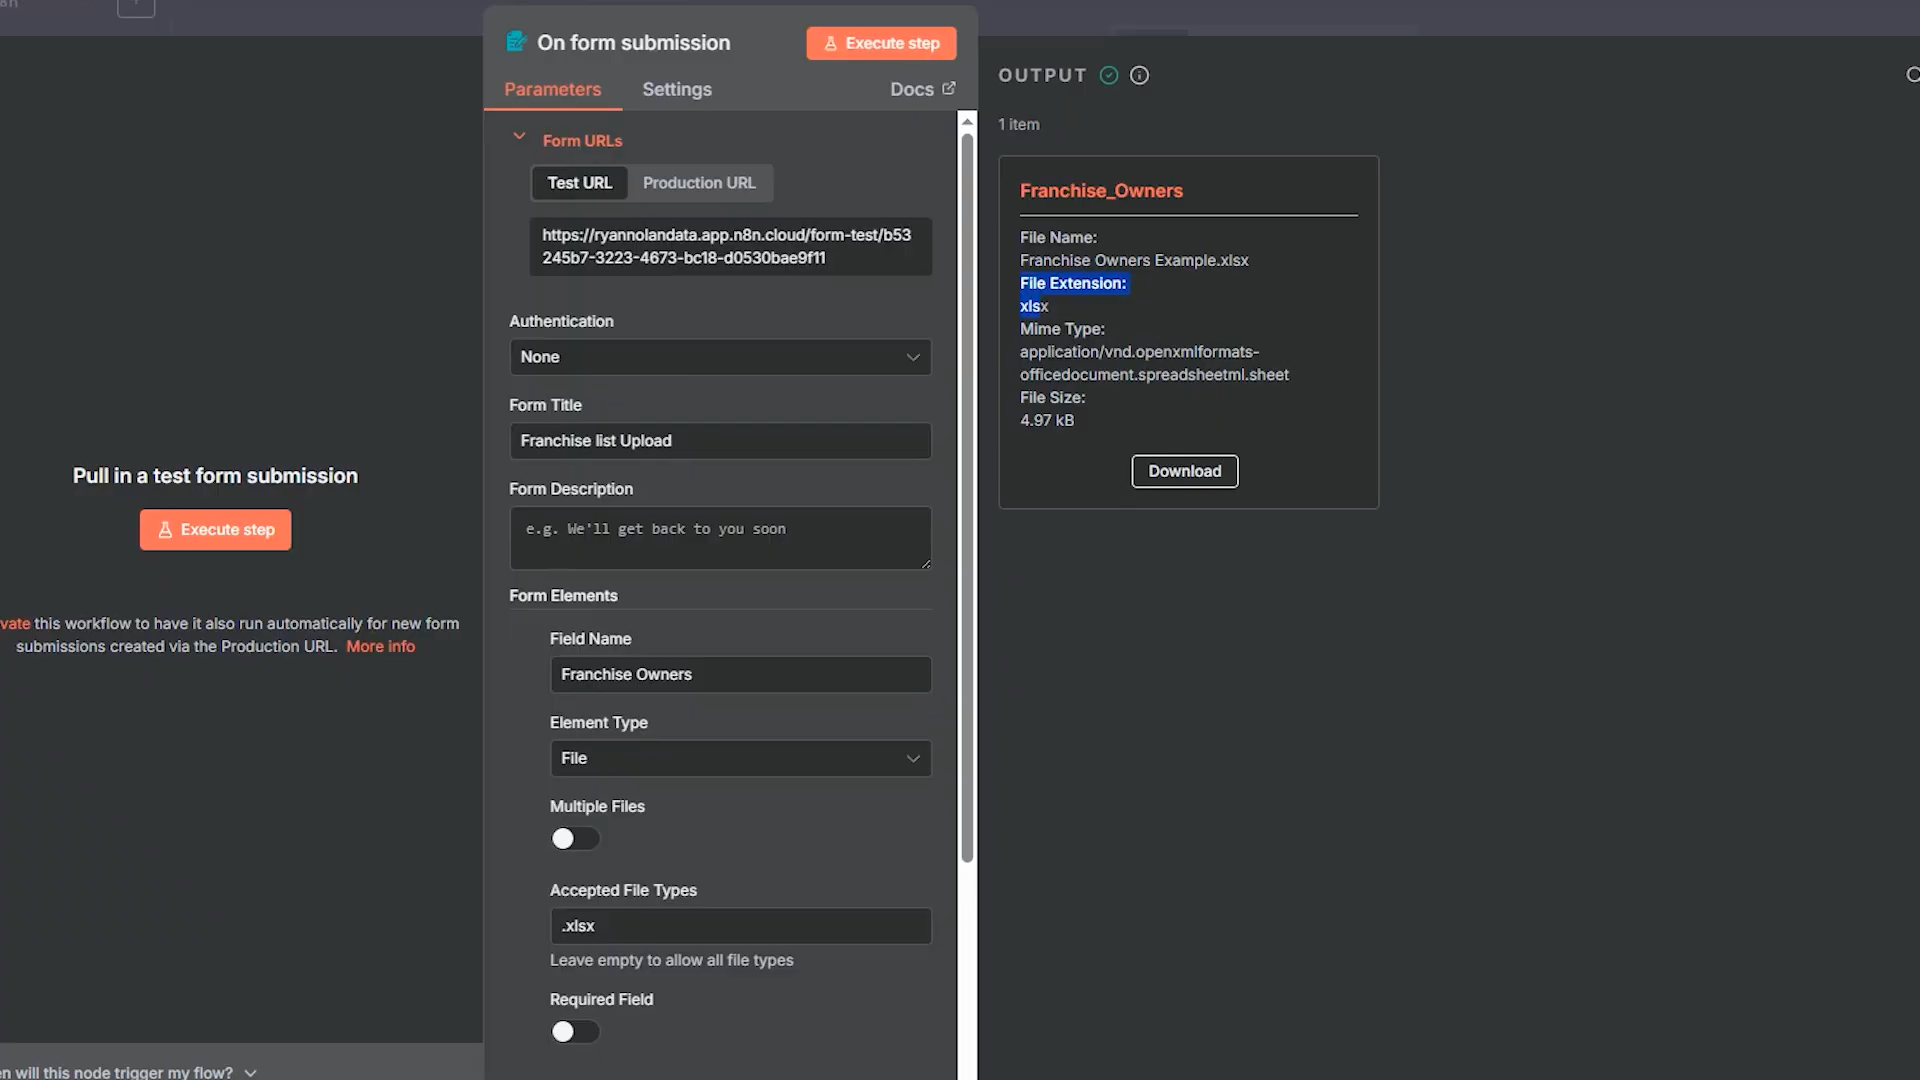 On form submission
Execute step
Parameters
Settings
Docs
Form URLs
Test URL
Production URL
https://ryannolandata.app.n8n.cloud/form-test/b53
245b7-3223-4673-bc18-d0530bae9f11
Authentication
None
Form Title
Franchise list Upload
Form Description
e.g. We'll get back to you soon
Form Elements
Field Name
Franchise Owners
Element Type
File
Multiple Files
Accepted File Types
.xlsx
Leave empty to allow all file types
Required Field
Pull in a test form submission
Execute step
vate this workflow to have it also run automatically for new form
submissions created via the Production URL. More info
en will this node trigger my flow?
OUTPUT
1 item
Franchise_Owners
File Name:
Franchise Owners Example.xlsx
File Extension:
xlsx
Mime Type:
application/vnd.openxmlformats-
officedocument.spreadsheetml.sheet
File Size:
4.97 kB
Download